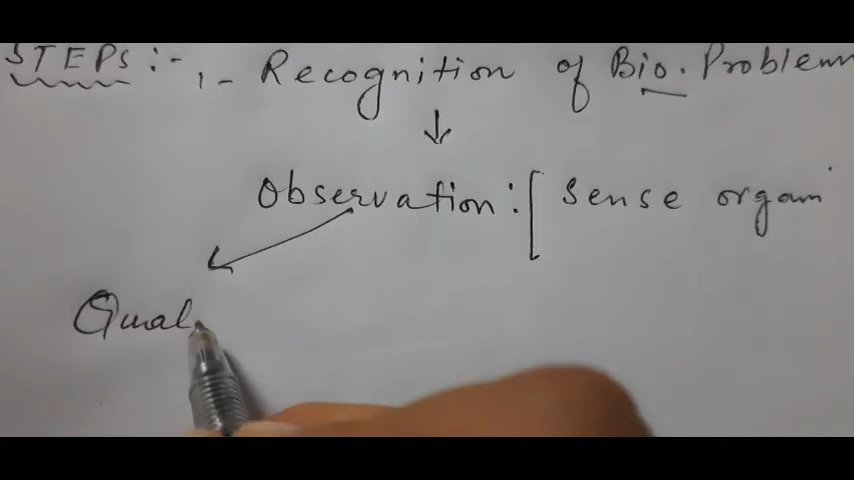 STEPs :- 1- Recognition of Bio. Problem
↓
Observation : [ Sense organ
Qual